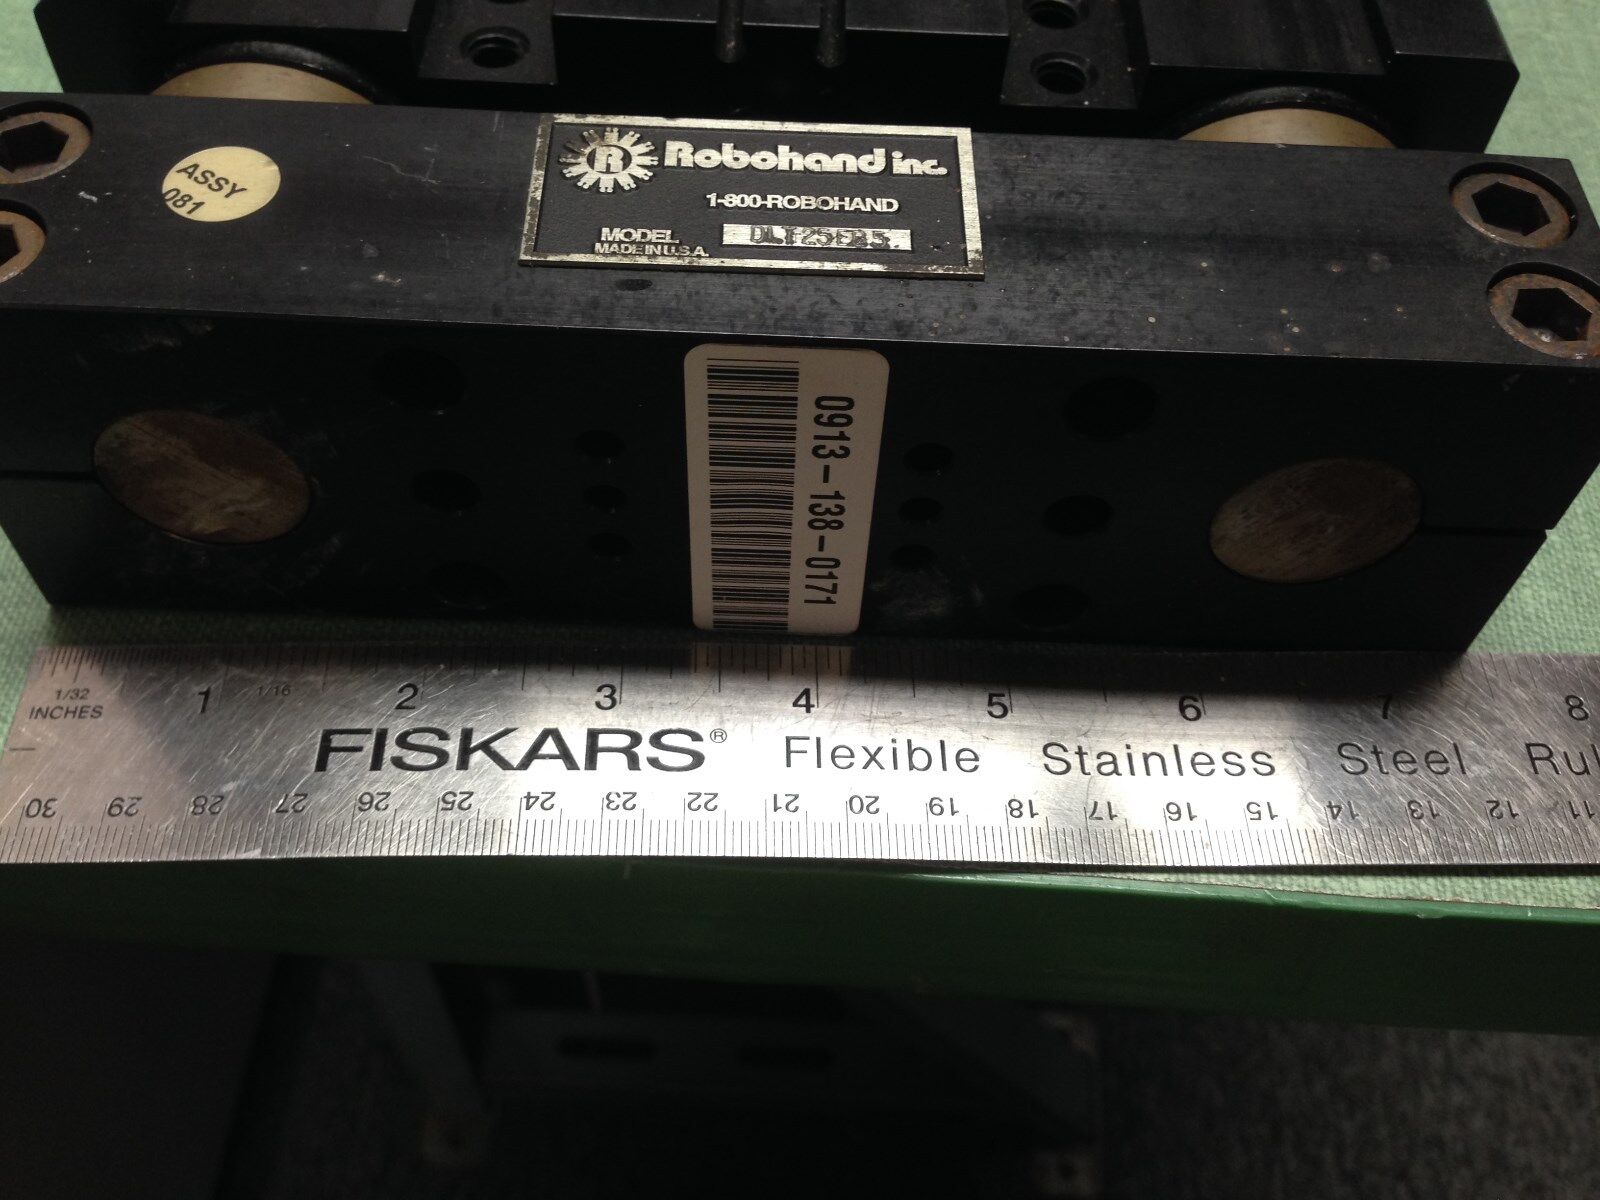 ASSY
081
R
Robohand inc.
1-800-ROBOHAND
MODEL
MADE IN U.S.A.
0913-138-0171
1/32
INCHES
1 1/16 2 3 4 5 6 7 8
FISKARS® Flexible Stainless Steel
30 29 28 27 26 25 24 23 22 21 20 19 18 17 16 15 14 13 12 11